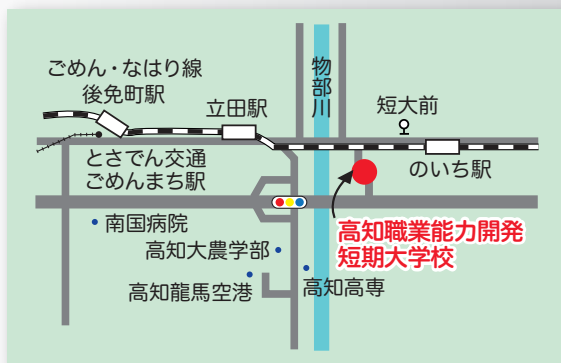 ごめん・なはり線
後免町駅
立田駅
物部川
短大前
とさでん交通
ごめんまち駅
のいち駅
南国病院
高知職業能力開発
短期大学校
高知大農学部
高知龍馬空港
高知高専